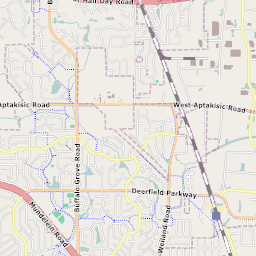 Half Day Road
Aptakisic Road
West Aptakisic Road
Buffalo Grove Road
Deerfield Parkway
Mundelein Road
Weiland Road